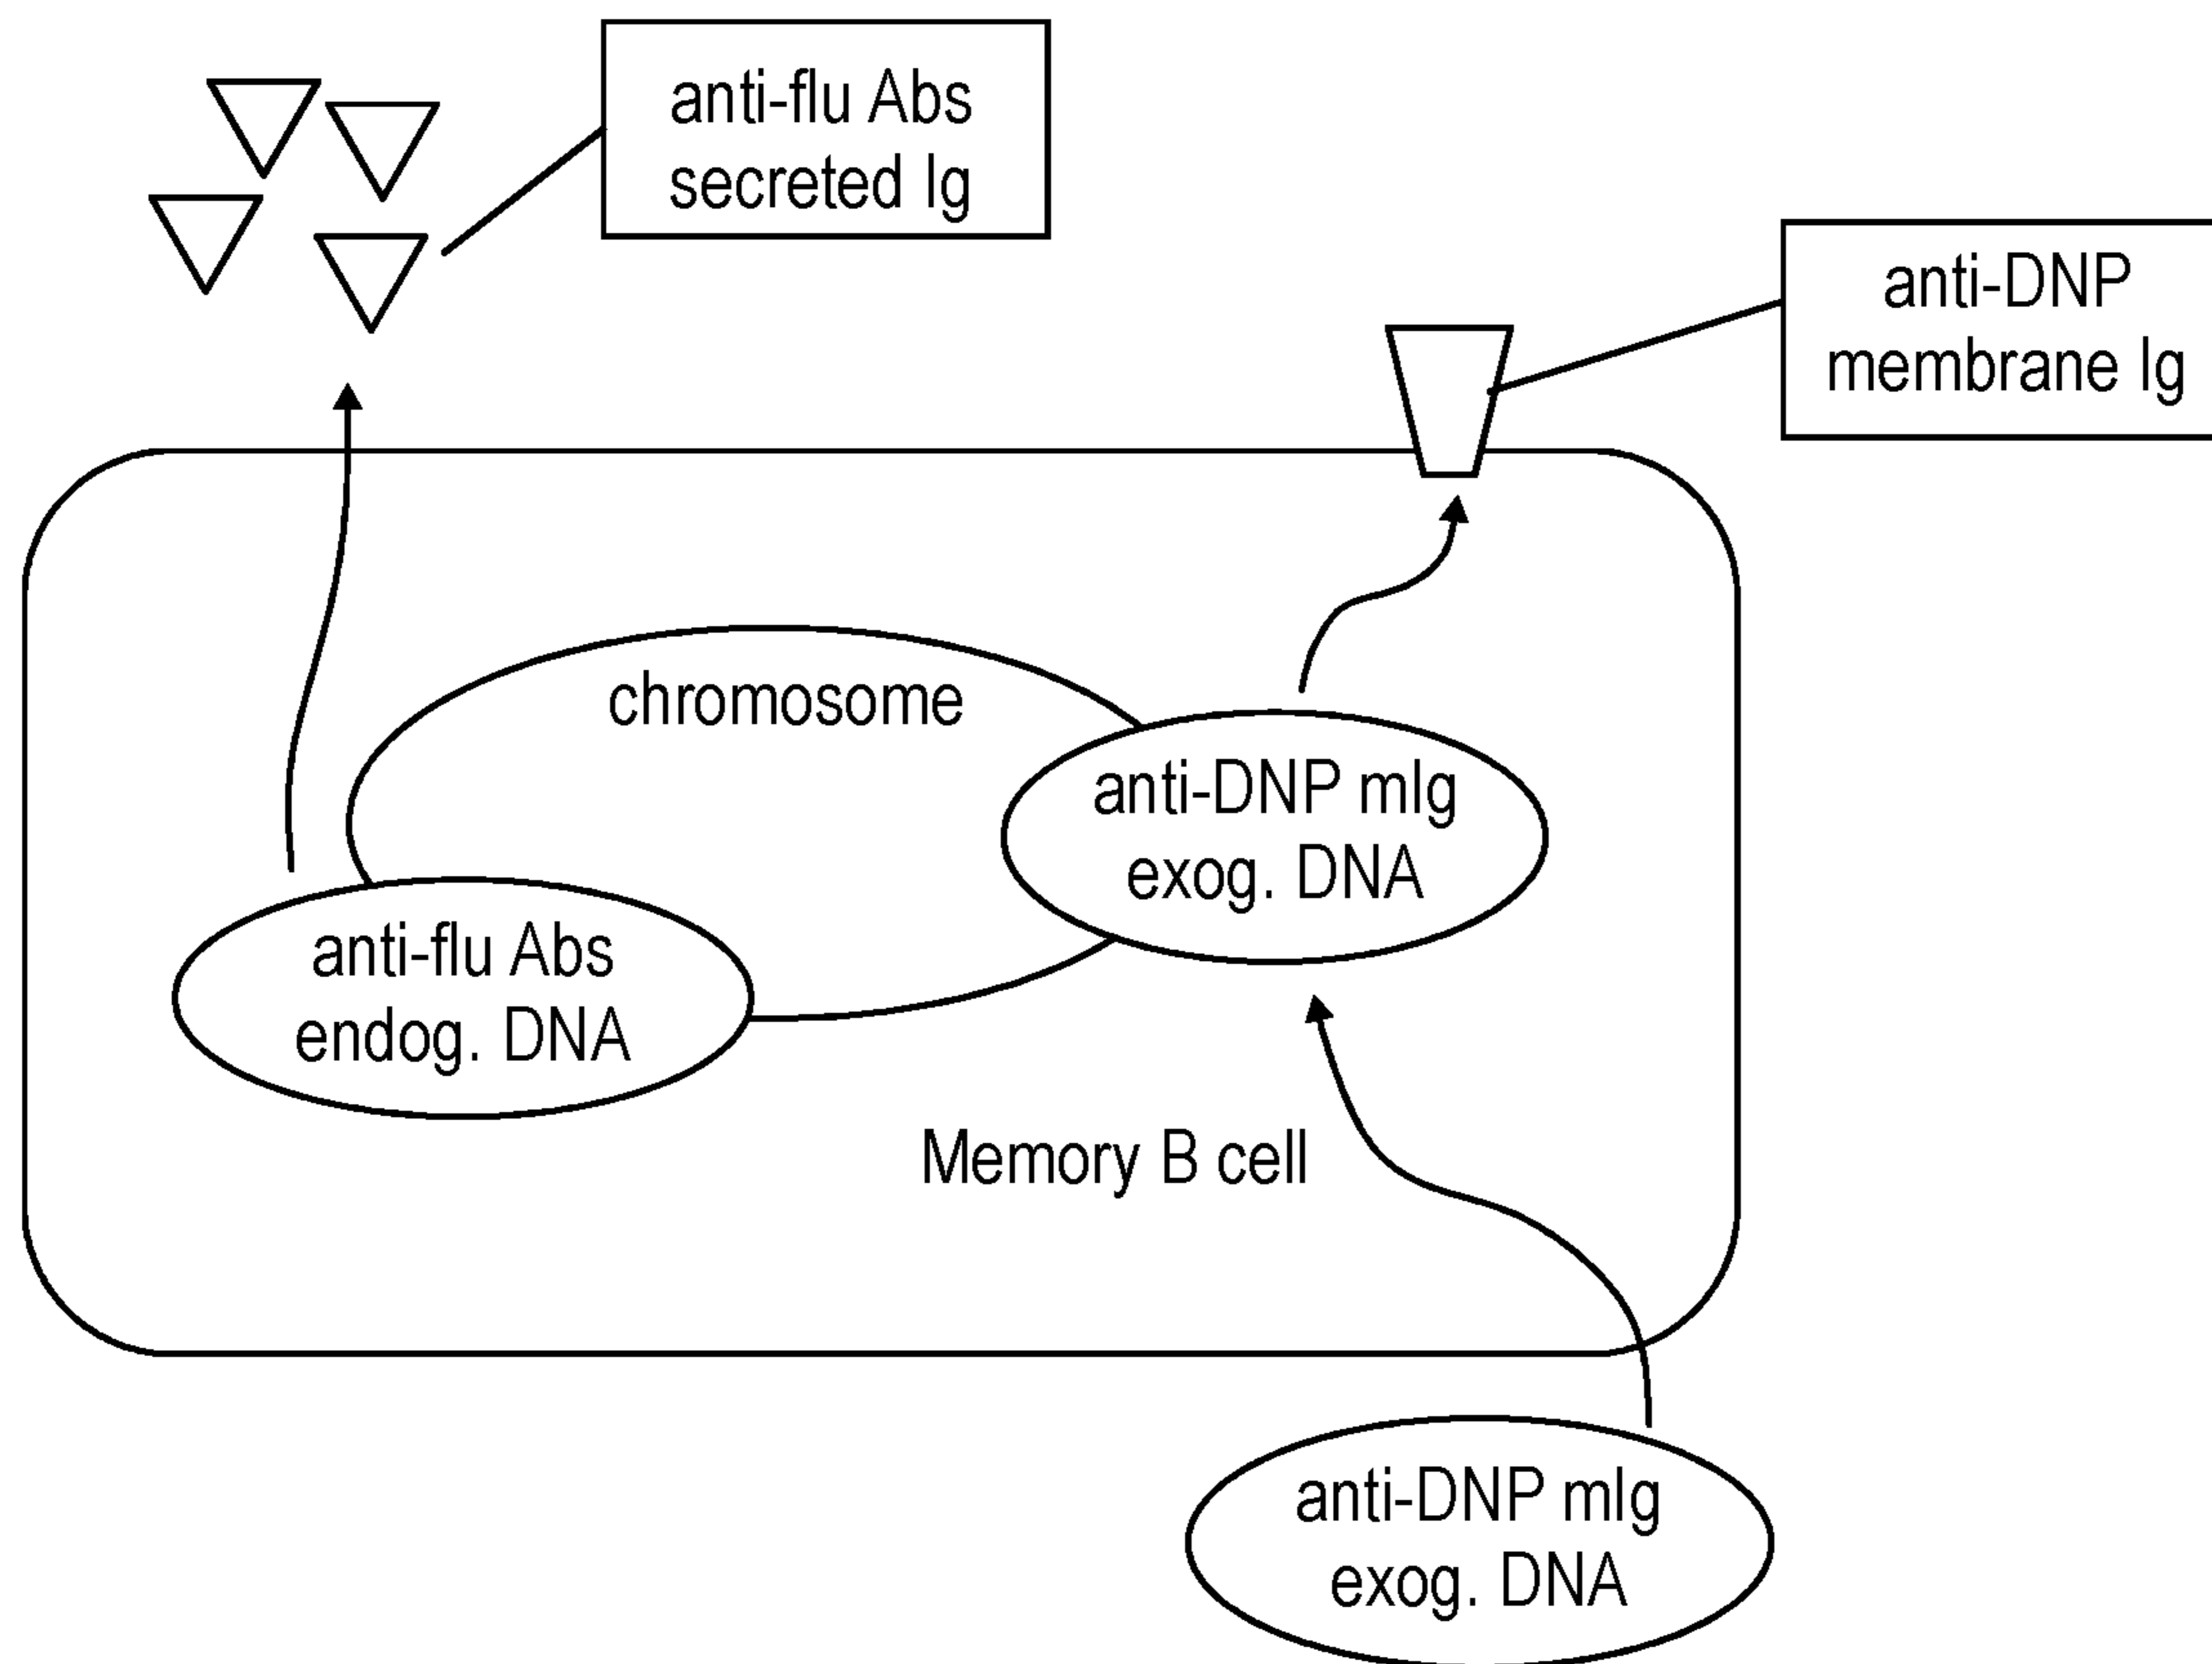 anti-flu Abs
secreted Ig
anti-DNP
membrane Ig
chromosome
anti-DNP mIg
exog. DNA
anti-flu Abs
endog. DNA
Memory B cell
anti-DNP mIg
exog. DNA